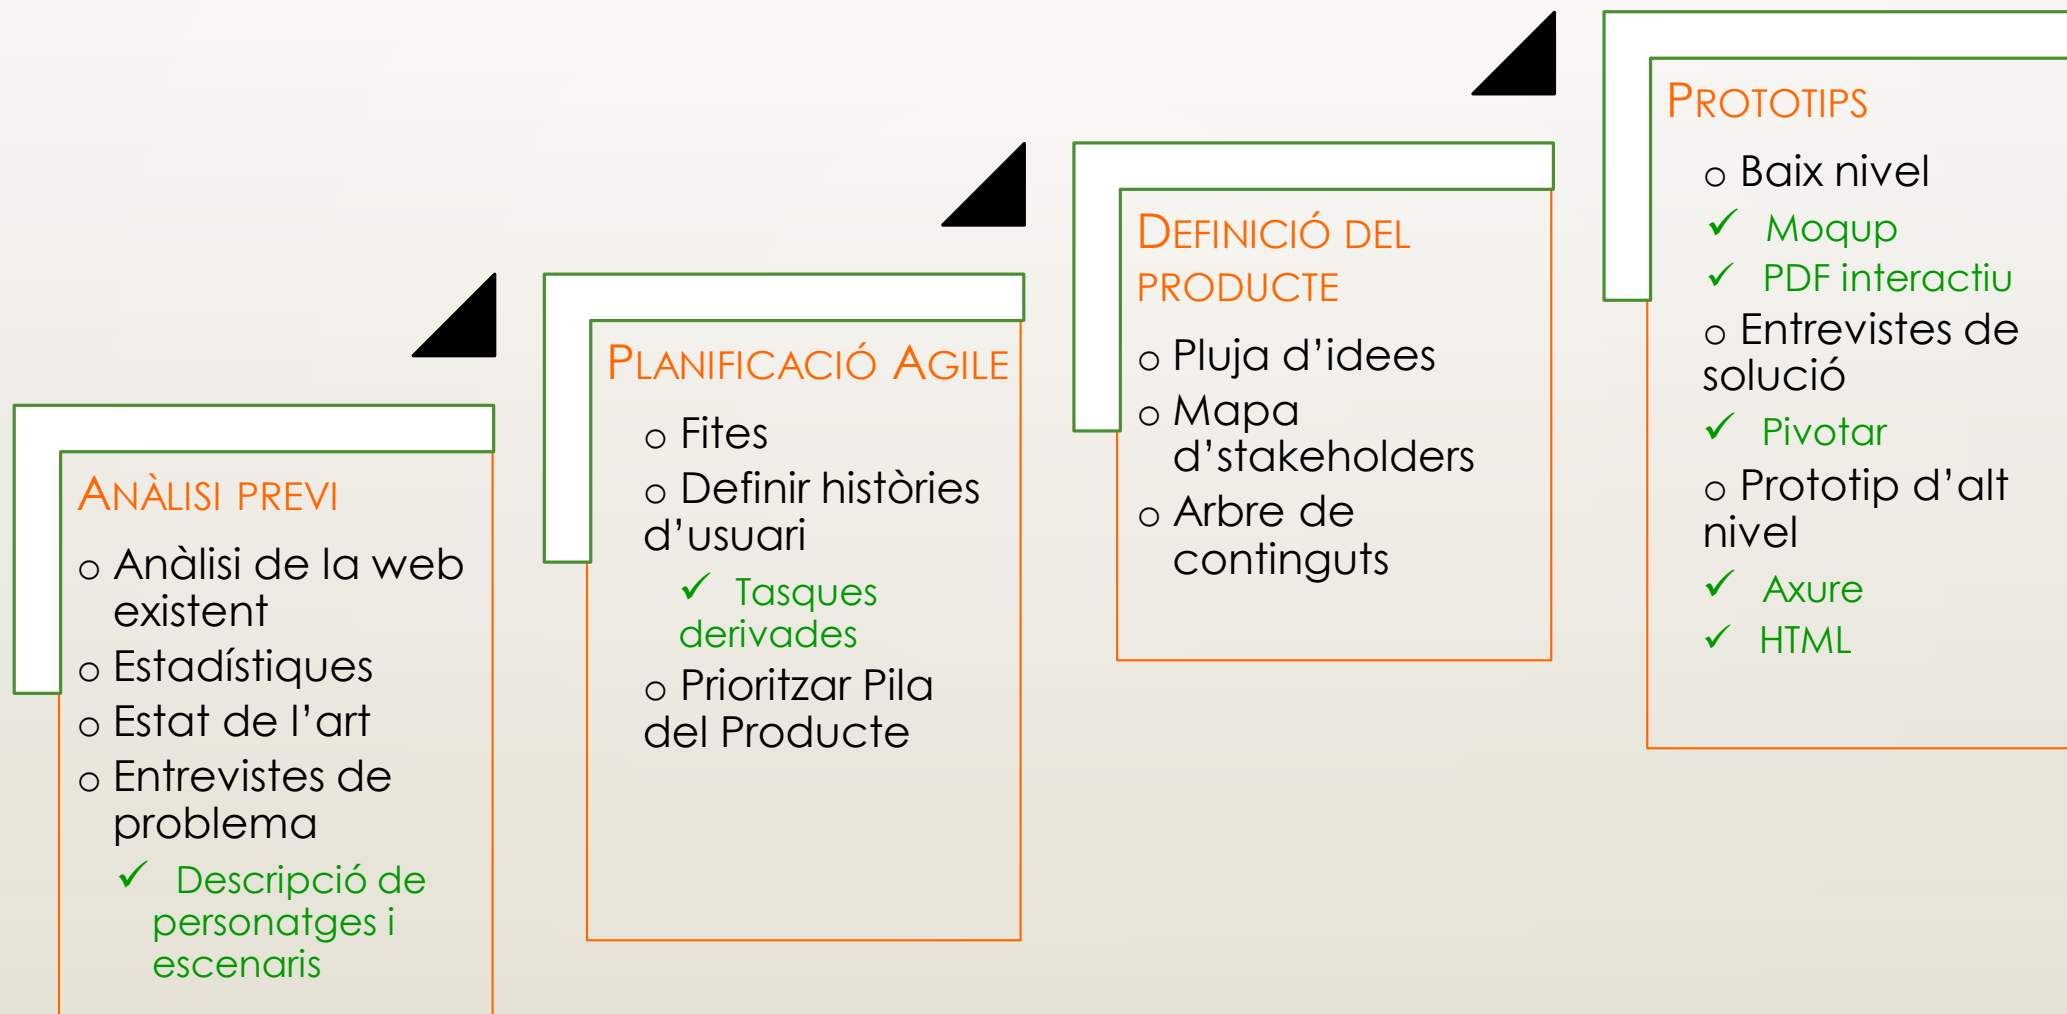 ANÀLISI PREVI
o Anàlisi de la web
existent
o Estadístiques
o Estat de l’art
o Entrevistes de
problema
✓ Descripció de
personatges i
escenaris
PLANIFICACIÓ AGILE
o Fites
o Definir històries
d’usuari
✓ Tasques
derivades
o Prioritzar Pila
del Producte
DEFINICIÓ DEL
PRODUCTE
o Pluja d’idees
o Mapa
d’stakeholders
o Arbre de
continguts
PROTOTIPS
o Baix nivel
✓ Moqup
✓ PDF interactiu
o Entrevistes de
solució
✓ Pivotar
o Prototip d’alt
nivel
✓ Axure
✓ HTML